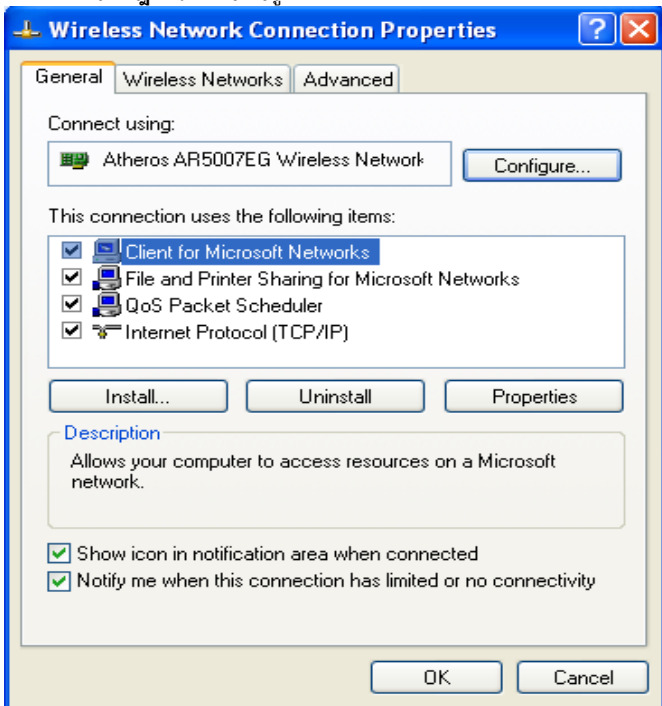 Wireless Network Connection Properties
General Wireless Networks Advanced
Connect using:
Atheros AR5007EG Wireless Network
Configure...
This connection uses the following items:
Client for Microsoft Networks
File and Printer Sharing for Microsoft Networks
QoS Packet Scheduler
Internet Protocol (TCP/IP)
Install... Uninstall Properties
Description
Allows your computer to access resources on a Microsoft
network.
Show icon in notification area when connected
Notify me when this connection has limited or no connectivity
OK Cancel